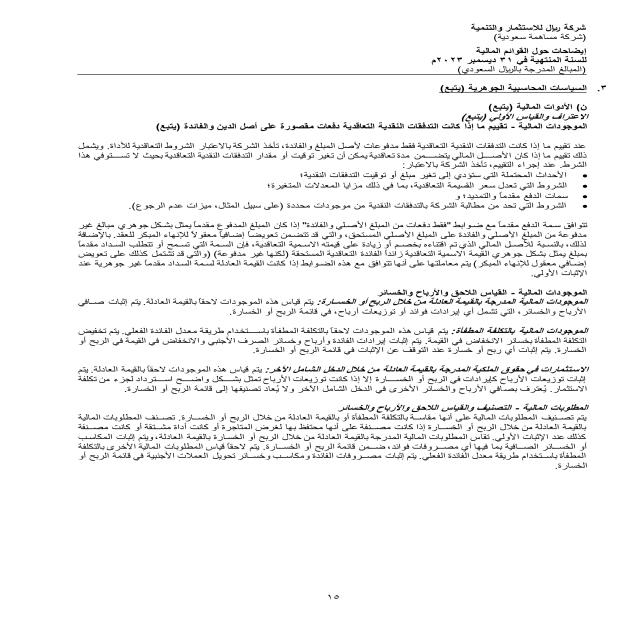 شركة ريال للاستثمار والتنمية
(شركة مساهمة سعودية)
إيضاحات حول القوائم المالية
للسنة المنتهية في ٣١ ديسمبر ٢٠٢٣م
(المبالغ المدرجة بالريال السعودي)
٣. السياسات المحاسبية الجوهرية (يتبع)
ن) الأدوات المالية (يتبع)
الاعتراف والقياس الأولي (يتبع)
الموجودات المالية - تقييم ما إذا كانت التدفقات النقدية التعاقدية دفعات مقصورة على أصل الدين والفائدة (يتبع)
عند تقييم ما إذا كانت التدفقات النقدية التعاقدية فقط مدفوعات لأصل المبلغ والفائدة، تأخذ الشركة بالاعتبار الشروط التعاقدية للأداة. ويشمل
ذلك تقييم ما إذا كان الأصل المالي يتضمن مدة تعاقدية يمكن أن تغير توقيت أو مقدار التدفقات النقدية التعاقدية بحيث لا تستوفي هذا
الشرط. عند إجراء التقييم، تأخذ الشركة بالاعتبار:
• الأحداث المحتملة التي ستؤدي إلى تغير مبلغ أو توقيت التدفقات النقدية؛
• الشروط التي تعدل سعر القسيمة التعاقدية، بما في ذلك مزايا المعدلات المتغيرة؛
• سمات الدفع مقدماً والتمديد؛ و
• الشروط التي تحد من مطالبة الشركة بالتدفقات النقدية من موجودات محددة (على سبيل المثال، ميزات عدم الرجوع).
تتوافق سمة الدفع مقدماً مع ضوابط "فقط دفعات من المبلغ الأصلي والفائدة" إذا كان المبلغ المدفوع مقدماً يمثل بشكل جوهري مبالغ غير
مدفوعة من المبلغ الأصلي والفائدة على المبلغ الأصلي المستحق، والتي قد تتضمن تعويضاً إضافياً معقولاً للإنهاء المبكر للعقد. بالإضافة
لذلك، بالنسبة للأصل المالي الذي تم اقتناءه بخصم أو زيادة على قيمته الاسمية التعاقدية، فإن السمة التي تسمح أو تتطلب السداد مقدماً
بمبلغ يمثل بشكل جوهري القيمة الاسمية التعاقدية زائداً الفائدة التعاقدية المستحقة (لكنها غير مدفوعة) (والتي قد تشتمل كذلك على تعويض
إضافي معقول للإنهاء المبكر) يتم معاملتها على أنها تتوافق مع هذه الضوابط إذا كانت القيمة العادلة لسمة السداد مقدماً غير جوهرية عند
الإثبات الأولي.
الموجودات المالية - القياس اللاحق والأرباح والخسائر
الموجودات المالية المدرجة بالقيمة العادلة من خلال الربح أو الخسارة: يتم قياس هذه الموجودات لاحقاً بالقيمة العادلة. يتم إثبات صافي
الأرباح والخسائر، التي تشمل أي إيرادات فوائد أو توزيعات أرباح، في قائمة الربح أو الخسارة.
الموجودات المالية بالتكلفة المطفأة: يتم قياس هذه الموجودات لاحقاً بالتكلفة المطفأة باستخدام طريقة معدل الفائدة الفعلي. يتم تخفيض
التكلفة المطفأة بخسائر الانخفاض في القيمة. يتم إثبات إيرادات الفائدة وأرباح وخسائر الصرف الأجنبي والانخفاض في القيمة في الربح أو
الخسارة. يتم إثبات أي ربح أو خسارة عند التوقف عن الإثبات في قائمة الربح أو الخسارة.
الاستثمارات في حقوق الملكية المدرجة بالقيمة العادلة من خلال الدخل الشامل الآخر: يتم قياس هذه الموجودات لاحقاً بالقيمة العادلة. يتم
إثبات توزيعات الأرباح كإيرادات في الربح أو الخسارة إلا إذا كانت توزيعات الأرباح تمثل بشكل واضح استرداد لجزء من تكلفة
الاستثمار. يُعترف بصافي الأرباح والخسائر الأخرى في الدخل الشامل الآخر ولا يُعاد تصنيفها إلى قائمة الربح أو الخسارة.
المطلوبات المالية - التصنيف والقياس اللاحق والأرباح والخسائر
يتم تصنيف المطلوبات المالية على أنها مقاسة بالتكلفة المطفأة أو بالقيمة العادلة من خلال الربح أو الخسارة. تصنف المطلوبات المالية
بالقيمة العادلة من خلال الربح أو الخسارة إذا كانت مصنفة على أنها محتفظ بها لغرض المتاجرة أو كانت أداة مشتقة أو كانت مصنفة
كذلك عند الإثبات الأولي. تقاس المطلوبات المالية المدرجة بالقيمة العادلة من خلال الربح أو الخسارة بالقيمة العادلة، ويتم إثبات المكاسب
أو الخسائر الصافية بما فيها أي مصروفات فوائد، ضمن قائمة الربح أو الخسارة. يتم لاحقاً قياس المطلوبات المالية الأخرى بالتكلفة
المطفأة باستخدام طريقة معدل الفائدة الفعلي. يتم إثبات مصروفات الفائدة ومكاسب وخسائر تحويل العملات الأجنبية في قائمة الربح أو
الخسارة.
١٥